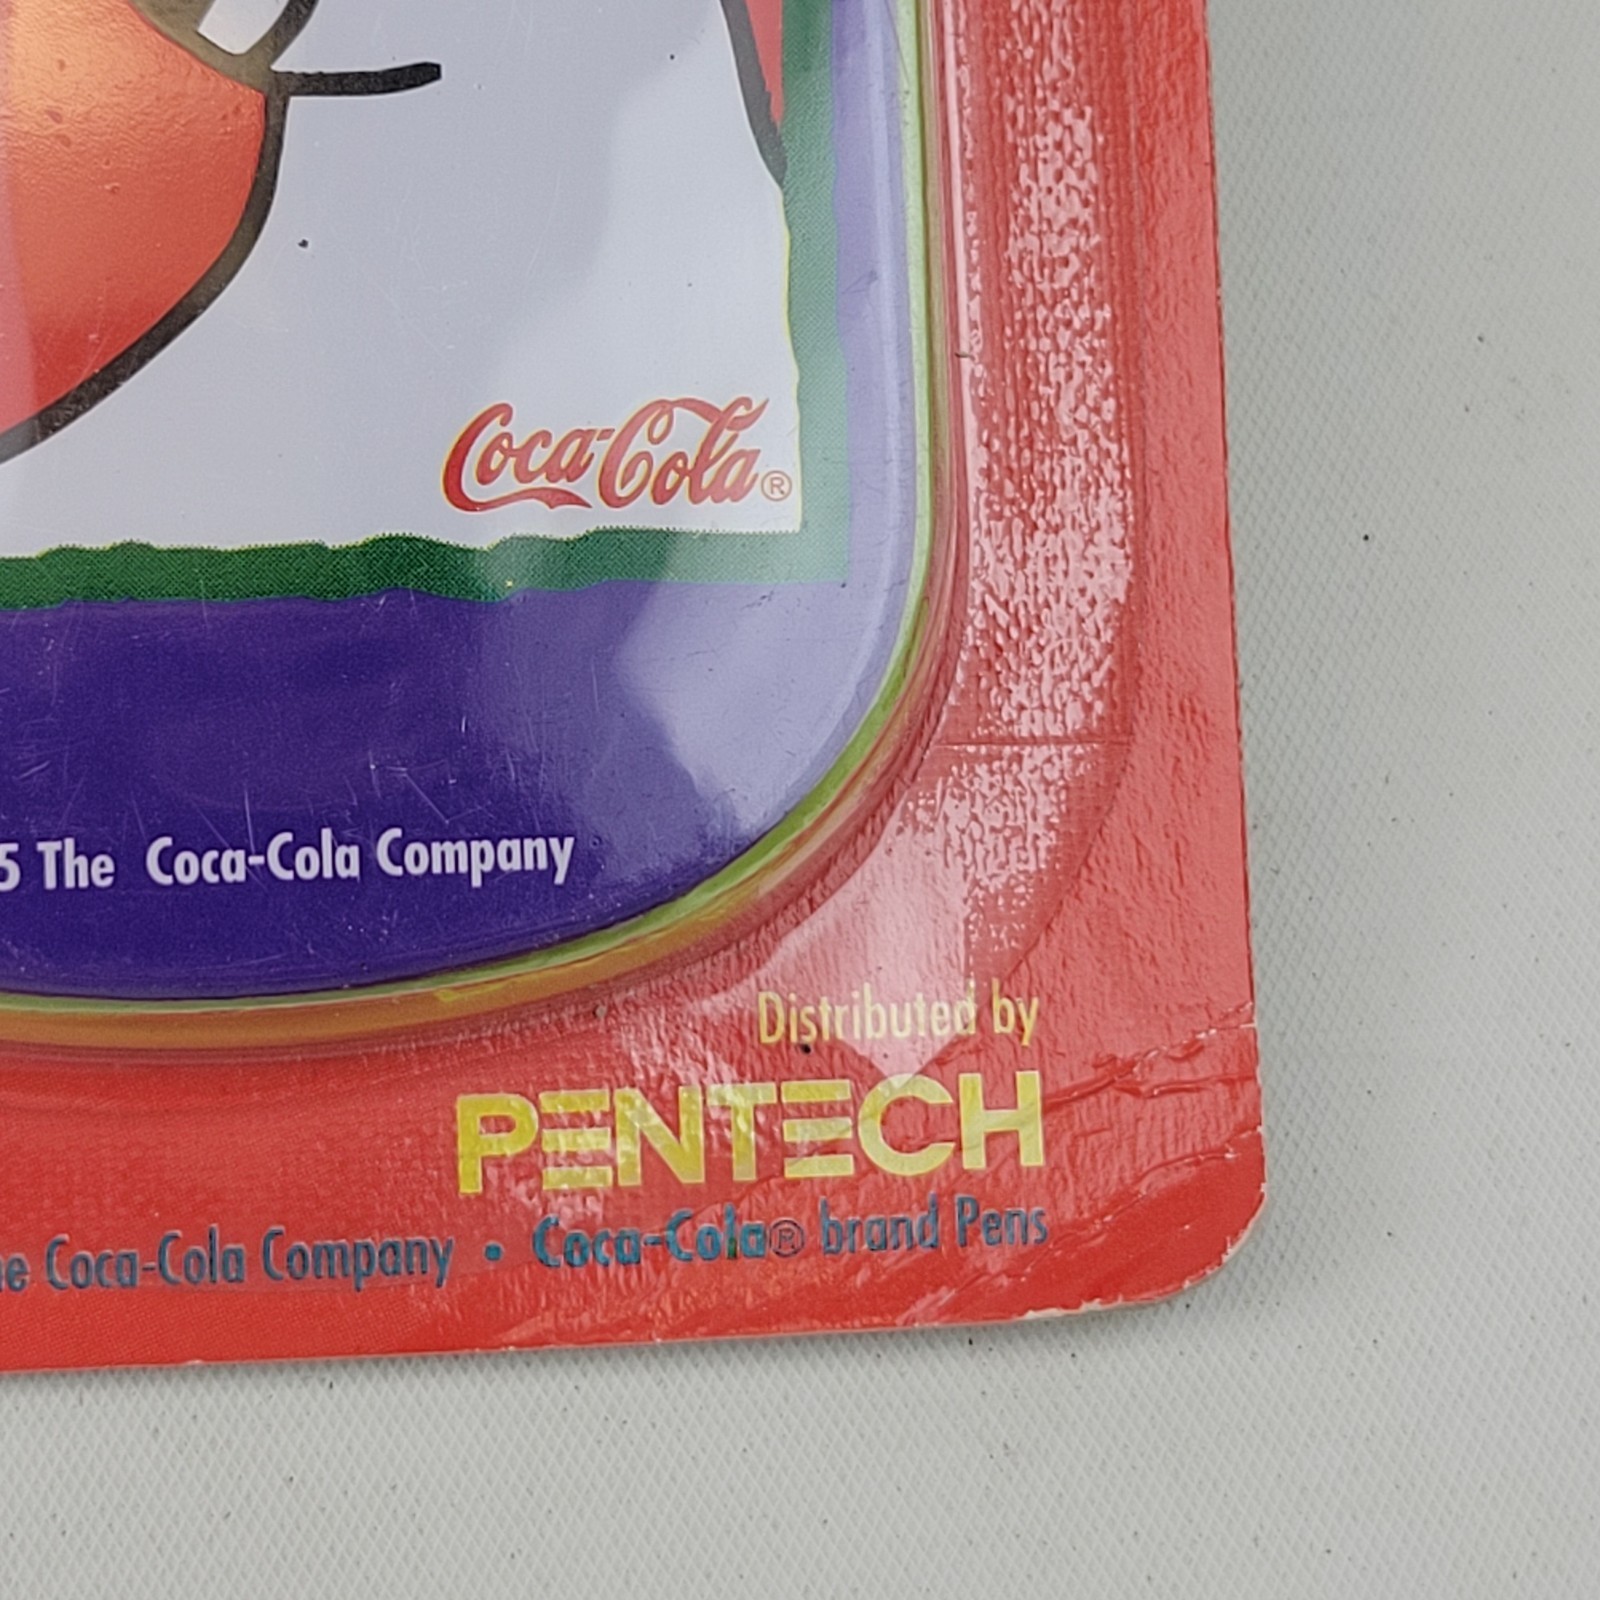 Coca-Cola®
5 The Coca-Cola Company
Distributed by
PENTECH
e Coca-Cola Company • Coca-Cola® brand Pens